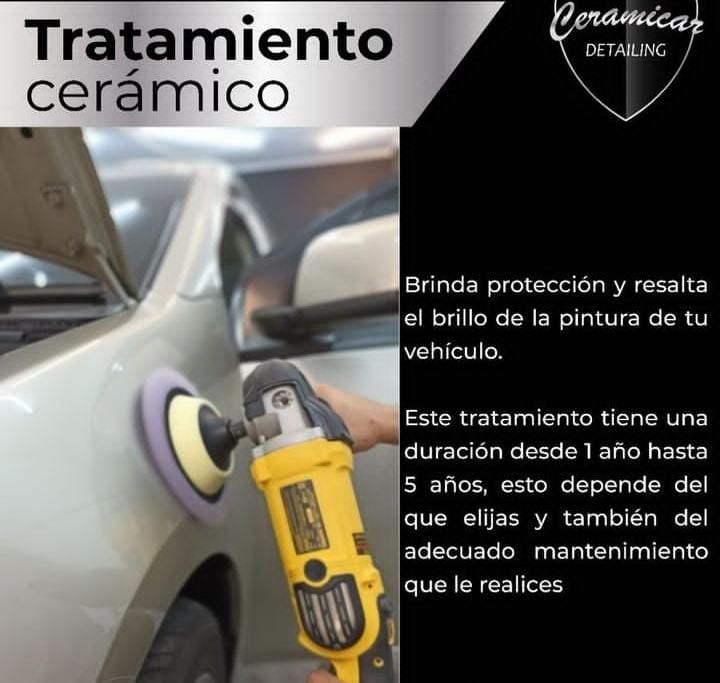 Tratamiento
cerámico
Ceramicar
DETAILING
Brinda protección y resalta
el brillo de la pintura de tu
vehículo.
Este tratamiento tiene una
duración desde 1 año hasta
5 años, esto depende del
que elijas y también del
adecuado mantenimiento
que le realices